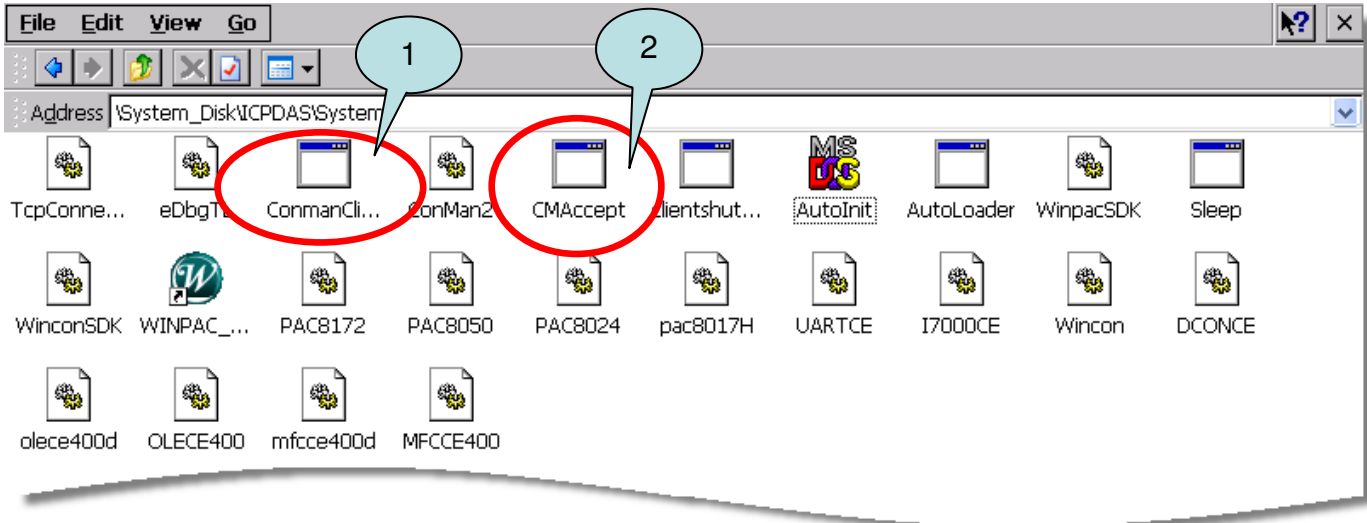 File Edit View Go
1 2
Address \System_Disk\ICPDAS\System
TcpConne... eDbgT ConmanCli... ConMan2 CMAccept clientshut... AutoInit AutoLoader WinpacSDK Sleep
WinconSDK WINPAC_... PAC8172 PAC8050 PAC8024 pac8017H UARTCE I7000CE Wincon DCONCE
olece400d OLECE400 mfcce400d MFCCE400